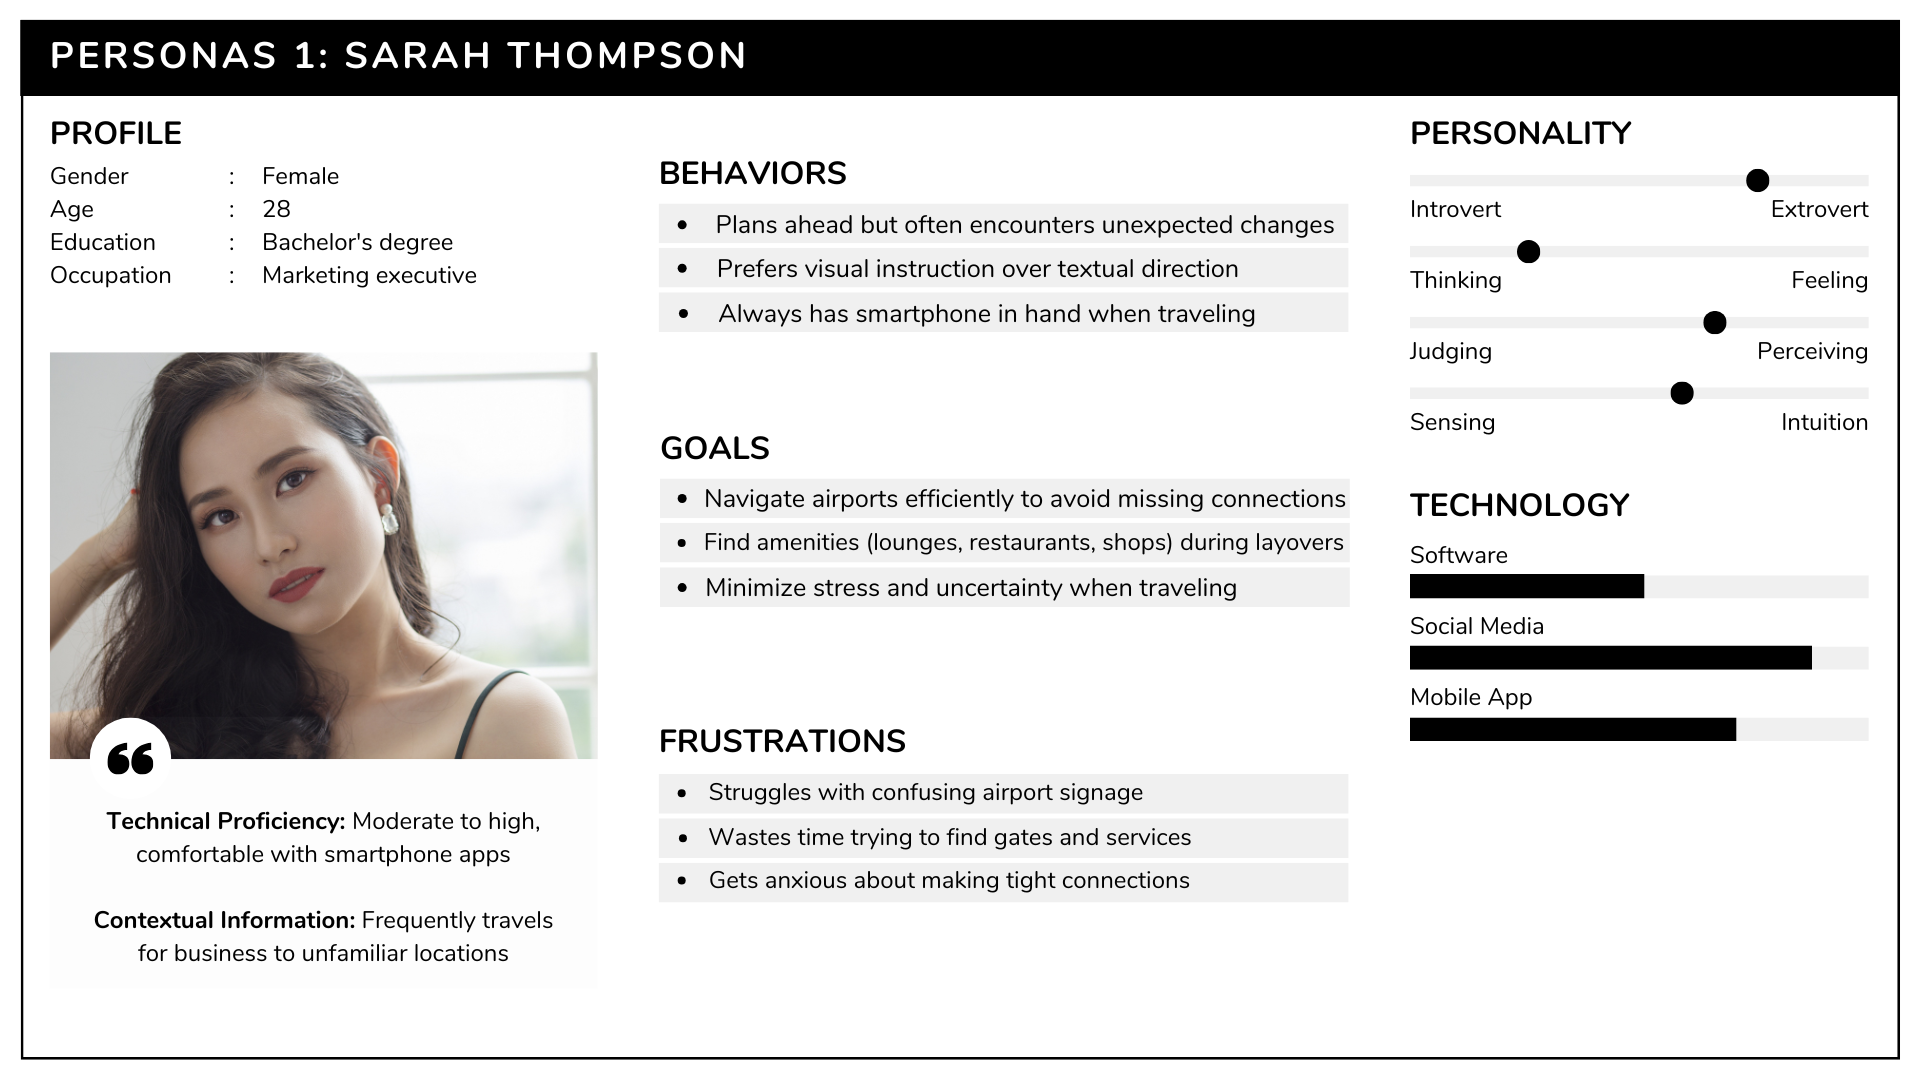 PERSONAS 1: SARAH THOMPSON
PROFILE
Gender : Female
Age : 28
Education : Bachelor's degree
Occupation : Marketing executive
“
Technical Proficiency: Moderate to high,
comfortable with smartphone apps
Contextual Information: Frequently travels
for business to unfamiliar locations
BEHAVIORS
• Plans ahead but often encounters unexpected changes
• Prefers visual instruction over textual direction
• Always has smartphone in hand when traveling
GOALS
• Navigate airports efficiently to avoid missing connections
• Find amenities (lounges, restaurants, shops) during layovers
• Minimize stress and uncertainty when traveling
FRUSTRATIONS
• Struggles with confusing airport signage
• Wastes time trying to find gates and services
• Gets anxious about making tight connections
PERSONALITY
Introvert Extrovert
Thinking Feeling
Judging Perceiving
Sensing Intuition
TECHNOLOGY
Software
Social Media
Mobile App